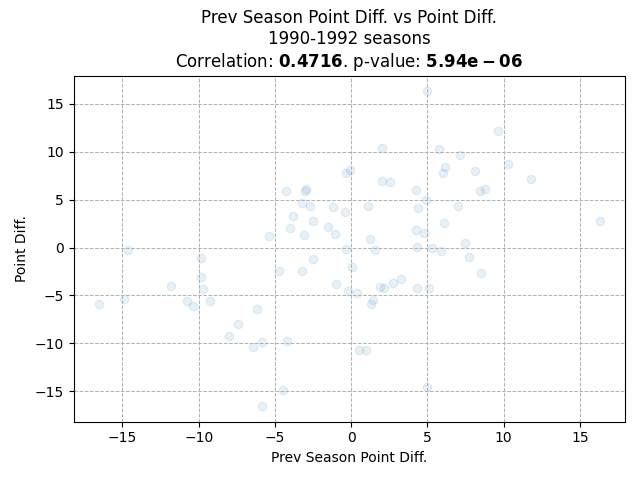 Prev Season Point Diff. vs Point Diff.
1990-1992 seasons
Correlation: 0.4716. p-value: 5.94e − 06
15
10
5
0
−5
−10
−15
Point Diff.
−15 −10 −5 0 5 10 15
Prev Season Point Diff.